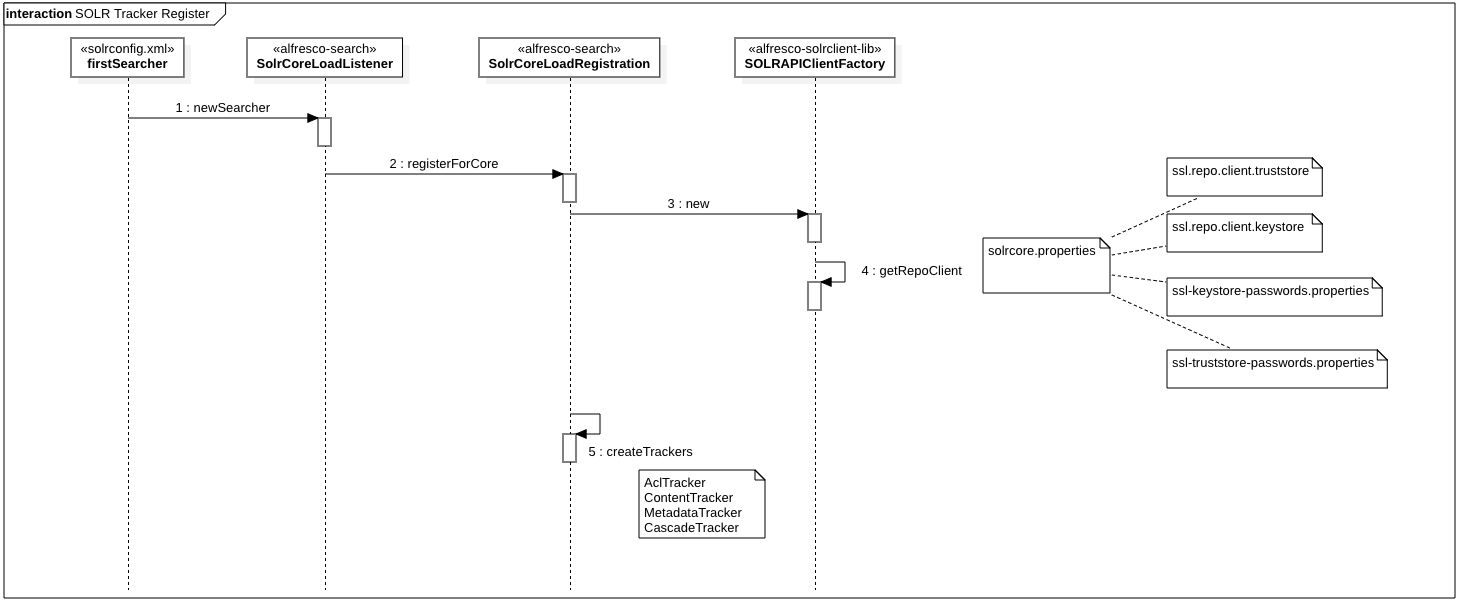 interaction SOLR Tracker Register
«solrconfig.xml»
firstSearcher
«alfresco-search»
SolrCoreLoadListener
«alfresco-search»
SolrCoreLoadRegistration
«alfresco-solrclient-lib»
SOLRAPIClientFactory
1 : newSearcher
2 : registerForCore
3 : new
4 : getRepoClient
solrcore.properties
ssl.repo.client.truststore
ssl.repo.client.keystore
ssl-keystore-passwords.properties
ssl-truststore-passwords.properties
5 : createTrackers
AclTracker
ContentTracker
MetadataTracker
CascadeTracker